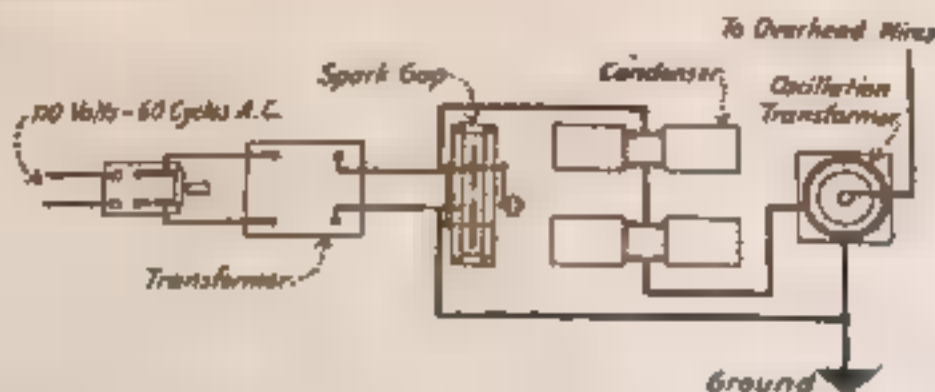 To Overhead Wires
Spark Gap
Condenser
Oscillation
Transformer
110 Volts - 60 Cycles A.C.
Transformer
Ground